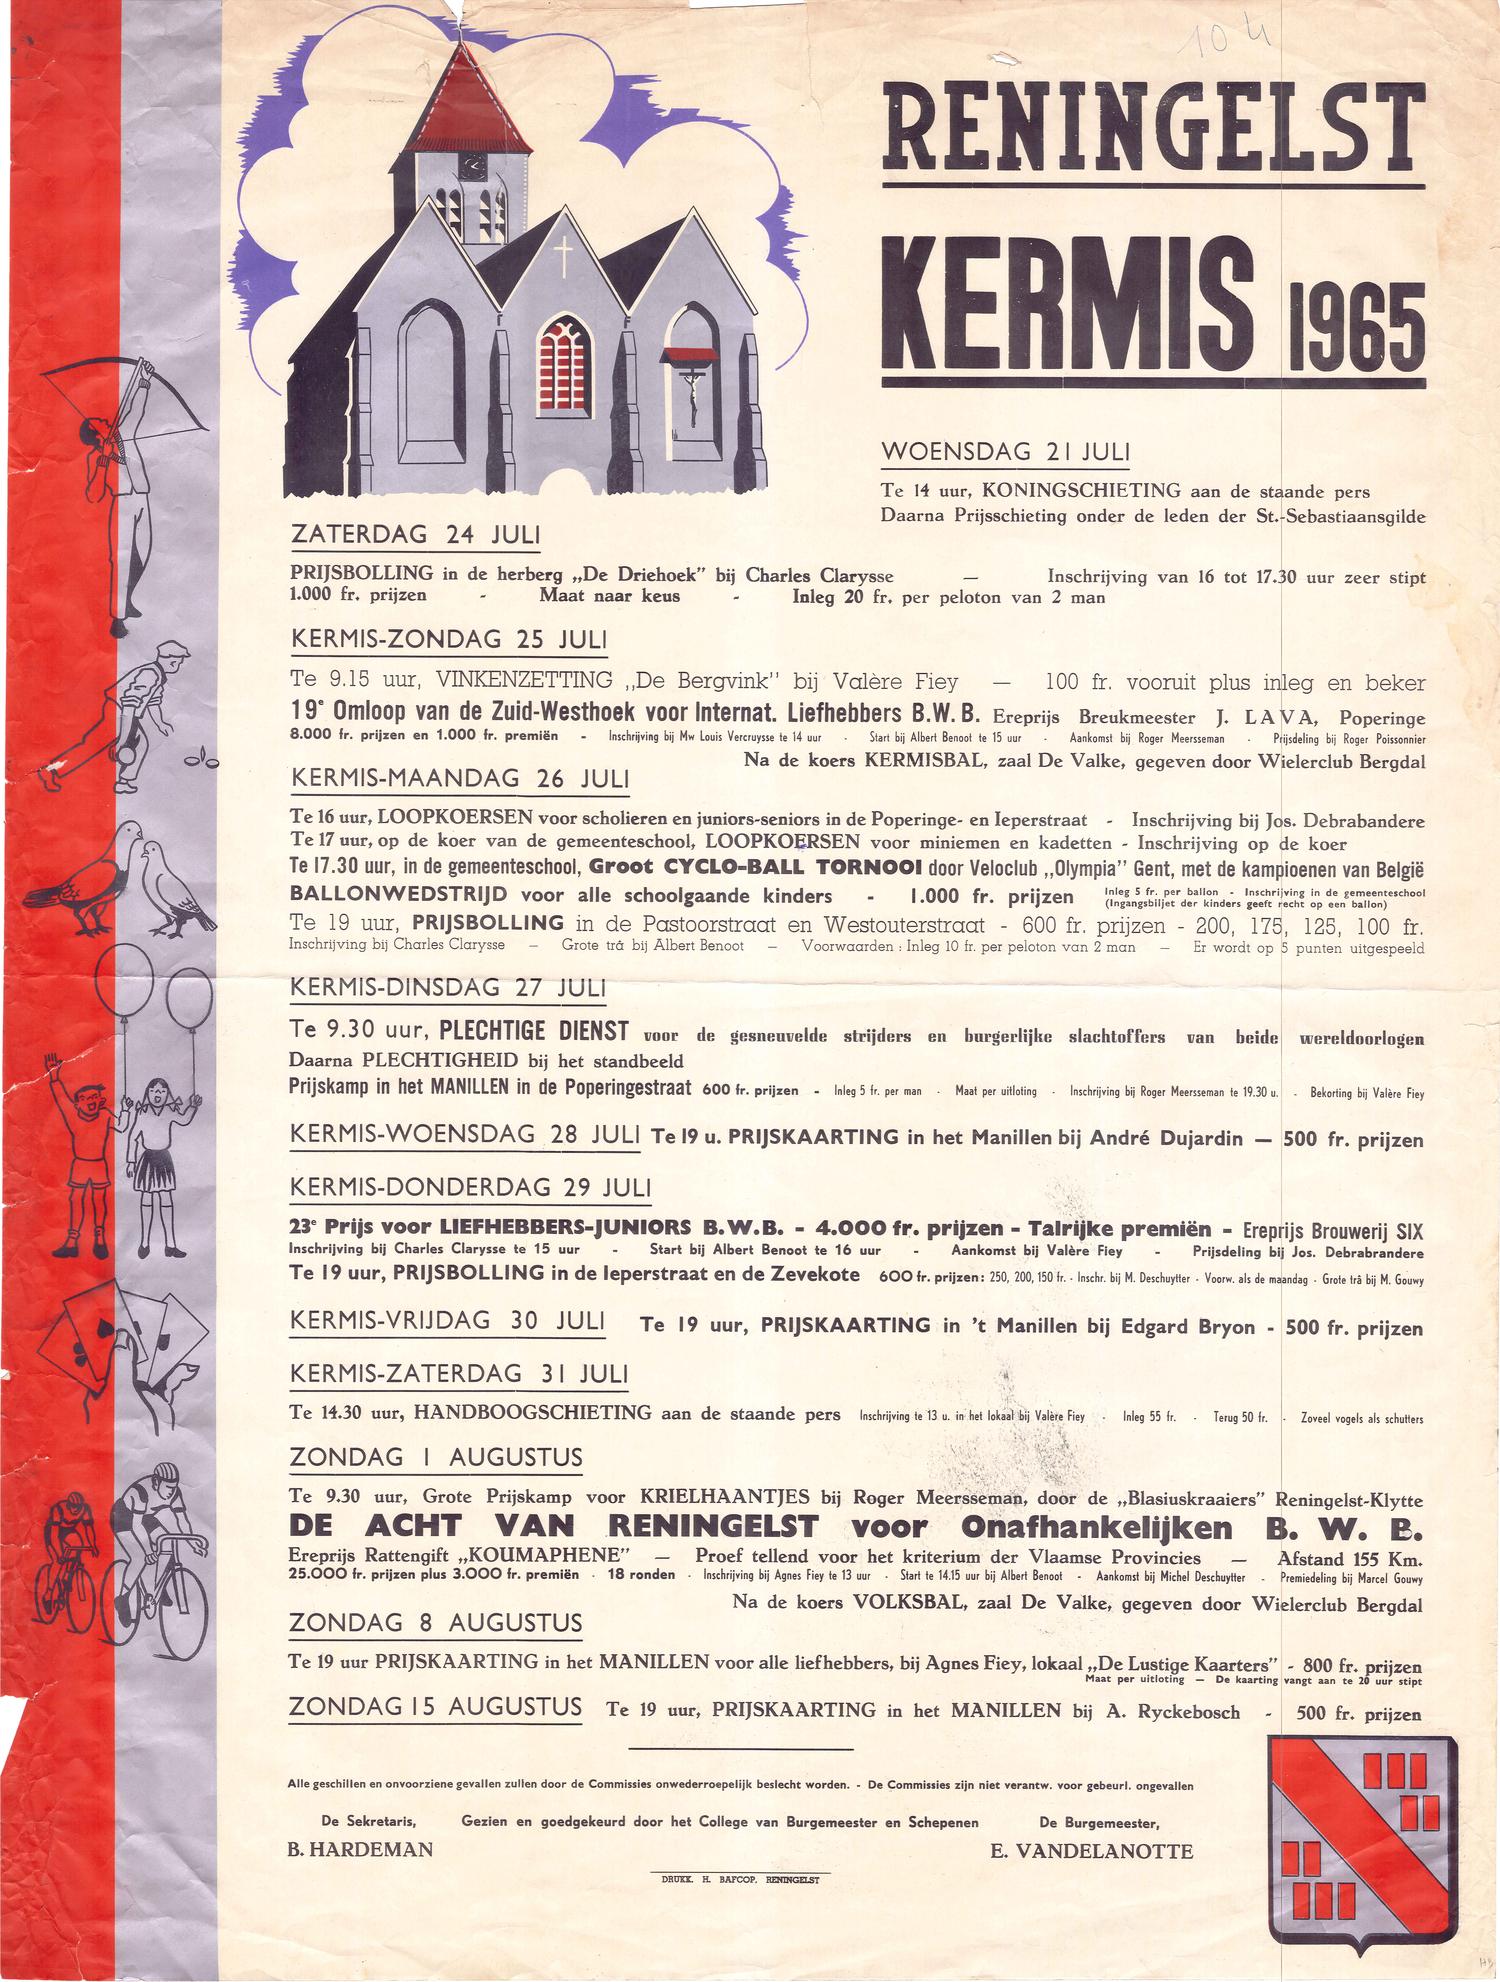 104
RENINGELST
KERMIS 1965
WOENSDAG 21 JULI
Te 14 uur, KONINGSCHIETING aan de staande pers
Daarna Prijsschieting onder de leden der St.-Sebastiaansgilde
ZATERDAG 24 JULI
PRIJSBOLLING in de herberg „De Driehoek” bij Charles Clarysse — Inschrijving van 16 tot 17.30 uur zeer stipt
1.000 fr. prijzen - Maat naar keus - Inleg 20 fr. per peloton van 2 man
KERMIS-ZONDAG 25 JULI
Te 9.15 uur, VINKENZETTING „De Bergvink” bij Valère Fiey — 100 fr. vooruit plus inleg en beker
19e Omloop van de Zuid-Westhoek voor Internat. Liefhebbers B.W.B. Ereprijs Breukmeester J. LAVA, Poperinge
8.000 fr. prijzen en 1.000 fr. premiën - Inschrijving bij Mw Louis Vercruysse te 14 uur - Start bij Albert Benoot te 15 uur - Aankomst bij Roger Meersseman - Prijsdeling bij Roger Poissonnier
Na de koers KERMISBAL, zaal De Valke, gegeven door Wielerclub Bergdal
KERMIS-MAANDAG 26 JULI
Te 16 uur, LOOPKOERSEN voor scholieren en juniors-seniors in de Poperinge- en Ieperstraat - Inschrijving bij Jos. Debrabandere
Te 17 uur, op de koer van de gemeenteschool, LOOPKOERSEN voor miniemen en kadetten - Inschrijving op de koer
Te 17.30 uur, in de gemeenteschool, Groot CYCLO-BALL TORNOOI door Veloclub „Olympia” Gent, met de kampioenen van België
BALLONWEDSTRIJD voor alle schoolgaande kinders - 1.000 fr. prijzen Inleg 5 fr. per ballon - Inschrijving in de gemeenteschool
(Ingangsbiljet der kinders geeft recht op een ballon)
Te 19 uur, PRIJSBOLLING in de Pastoorstraat en Westouterstraat - 600 fr. prijzen - 200, 175, 125, 100 fr.
Inschrijving bij Charles Clarysse — Grote trâ bij Albert Benoot — Voorwaarden : Inleg 10 fr. per peloton van 2 man — Er wordt op 5 punten uitgespeeld
KERMIS-DINSDAG 27 JULI
Te 9.30 uur, PLECHTIGE DIENST voor de gesneuvelde strijders en burgerlijke slachtoffers van beide wereldoorlogen
Daarna PLECHTIGHEID bij het standbeeld
Prijskamp in het MANILLEN in de Poperingestraat 600 fr. prijzen - Inleg 5 fr. per man - Maat per uitloting - Inschrijving bij Roger Meersseman te 19.30 u. - Bekorting bij Valère Fiey
KERMIS-WOENSDAG 28 JULI Te 19 u. PRIJSKAARTING in het Manillen bij André Dujardin — 500 fr. prijzen
KERMIS-DONDERDAG 29 JULI
23e Prijs voor LIEFHEBBERS-JUNIORS B.W.B. - 4.000 fr. prijzen - Talrijke premiën - Ereprijs Brouwerij SIX
Inschrijving bij Charles Clarysse te 15 uur - Start bij Albert Benoot te 16 uur - Aankomst bij Valère Fiey - Prijsdeling bij Jos. Debrabrandere
Te 19 uur, PRIJSBOLLING in de Ieperstraat en de Zevekote 600 fr. prijzen: 250, 200, 150 fr. - Inschr. bij M. Deschuytter - Voorw. als de maandag - Grote trâ bij M. Gouwy
KERMIS-VRIJDAG 30 JULI Te 19 uur, PRIJSKAARTING in 't Manillen bij Edgard Bryon - 500 fr. prijzen
KERMIS-ZATERDAG 31 JULI
Te 14.30 uur, HANDBOOGSCHIETING aan de staande pers Inschrijving te 13 u. in het lokaal bij Valère Fiey - Inleg 55 fr. - Terug 50 fr. - Zoveel vogels als schutters
ZONDAG 1 AUGUSTUS
Te 9.30 uur, Grote Prijskamp voor KRIELHAANTJES bij Roger Meersseman, door de „Blasiuskraaiers” Reningelst-Klytte
DE ACHT VAN RENINGELST voor Onafhankelijken B. W. B.
Ereprijs Rattengift „KOUMAPHENE” — Proef tellend voor het kriterium der Vlaamse Provincies — Afstand 155 Km.
25.000 fr. prijzen plus 3.000 fr. premiën - 18 ronden - Inschrijving bij Agnes Fiey te 13 uur - Start te 14.15 uur bij Albert Benoot - Aankomst bij Michel Deschuytter - Premiedeling bij Marcel Gouwy
Na de koers VOLKSBAL, zaal De Valke, gegeven door Wielerclub Bergdal
ZONDAG 8 AUGUSTUS
Te 19 uur PRIJSKAARTING in het MANILLEN voor alle liefhebbers, bij Agnes Fiey, lokaal „De Lustige Kaarters” - 800 fr. prijzen
Maat per uitloting — De kaarting vangt aan te 20 uur stipt
ZONDAG 15 AUGUSTUS Te 19 uur, PRIJSKAARTING in het MANILLEN bij A. Ryckebosch - 500 fr. prijzen
Alle geschillen en onvoorziene gevallen zullen door de Commissies onwederroepelijk beslecht worden. - De Commissies zijn niet verantw. voor gebeurl. ongevallen
De Sekretaris, Gezien en goedgekeurd door het College van Burgemeester en Schepenen De Burgemeester,
B. HARDEMAN E. VANDELANOTTE
DRUKK. H. BAFCOP, RENINGELST